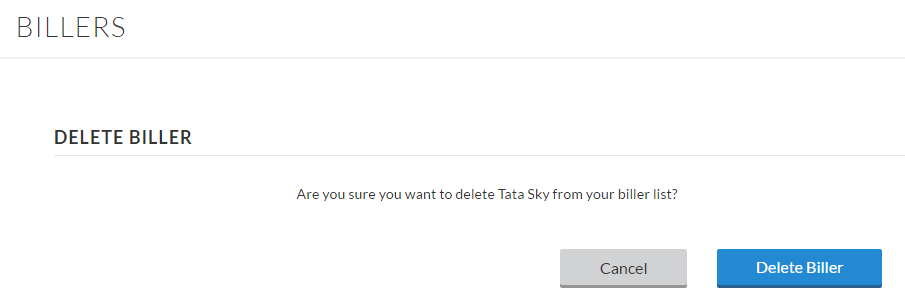 BILLERS
DELETE BILLER
Are you sure you want to delete Tata Sky from your biller list?
Cancel
Delete Biller